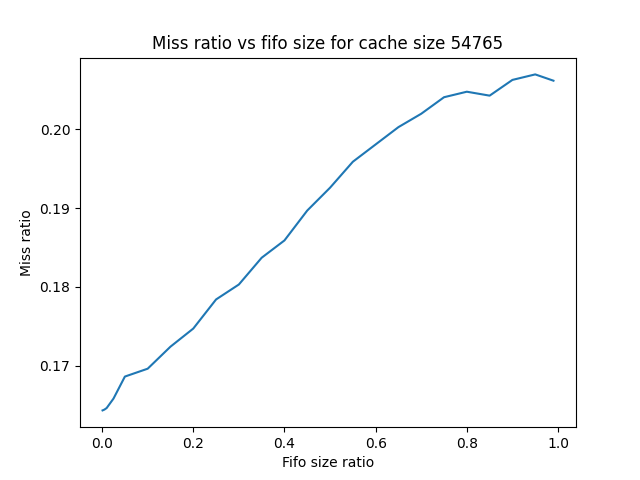 Miss ratio vs fifo size for cache size 54765
Miss ratio
0.20
0.19
0.18
0.17
0.0 0.2 0.4 0.6 0.8 1.0
Fifo size ratio